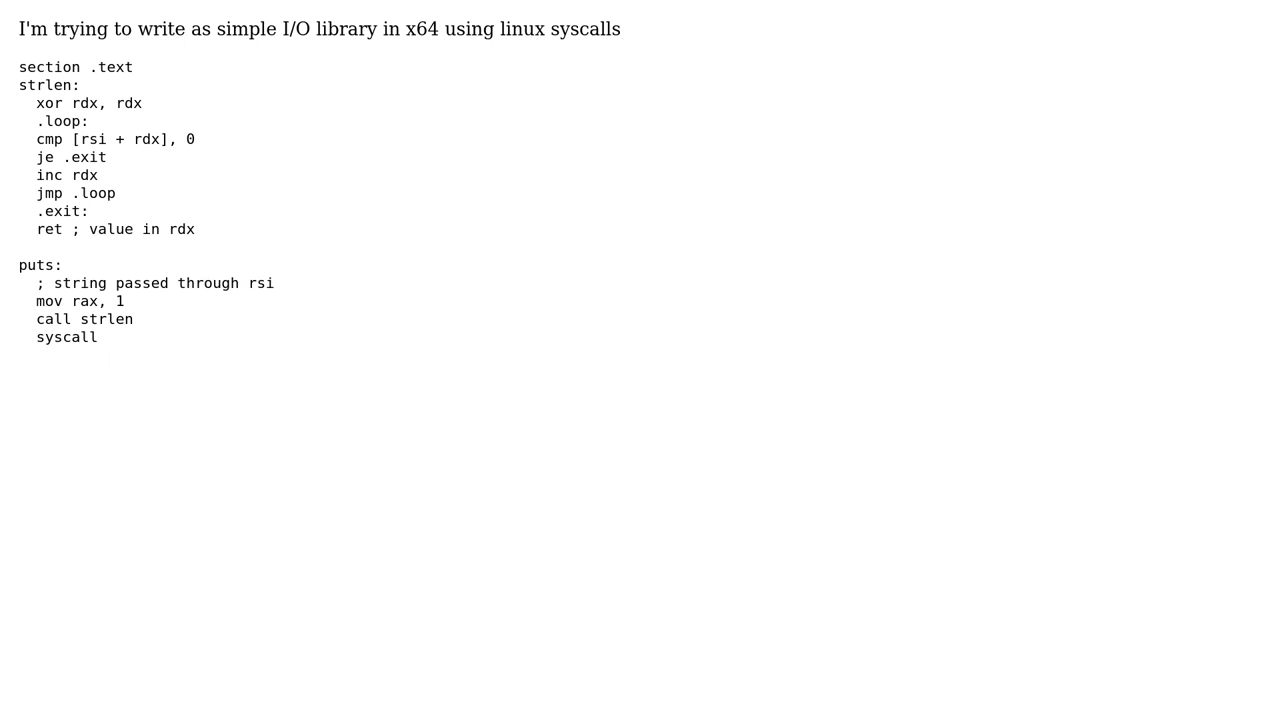 I'm trying to write as simple I/O library in x64 using linux syscalls
section .text
strlen:
  xor rdx, rdx
  .loop:
  cmp [rsi + rdx], 0
  je .exit
  inc rdx
  jmp .loop
  .exit:
  ret ; value in rdx

puts:
  ; string passed through rsi
  mov rax, 1
  call strlen
  syscall